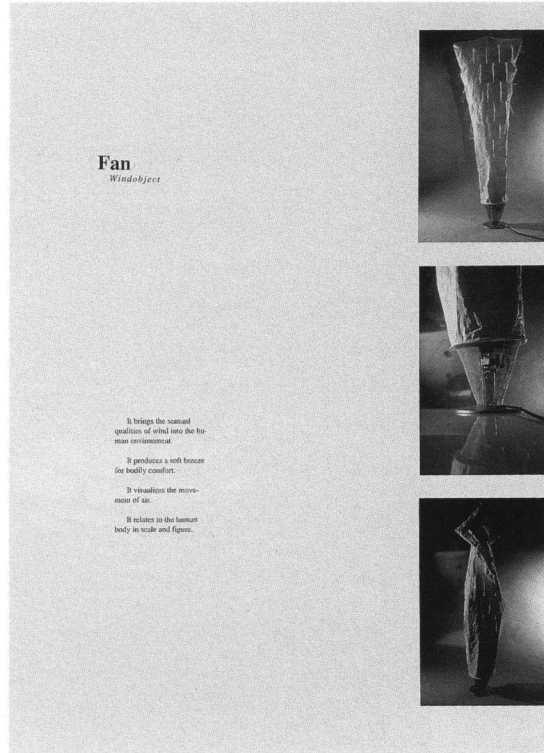 Fan
Windobject
It brings the sensual
qualities of wind into the hu-
man environment.
It produces a soft breeze
for bodily comfort.
It visualizes the move-
ment of air.
It relates to the human
body in scale and figure.